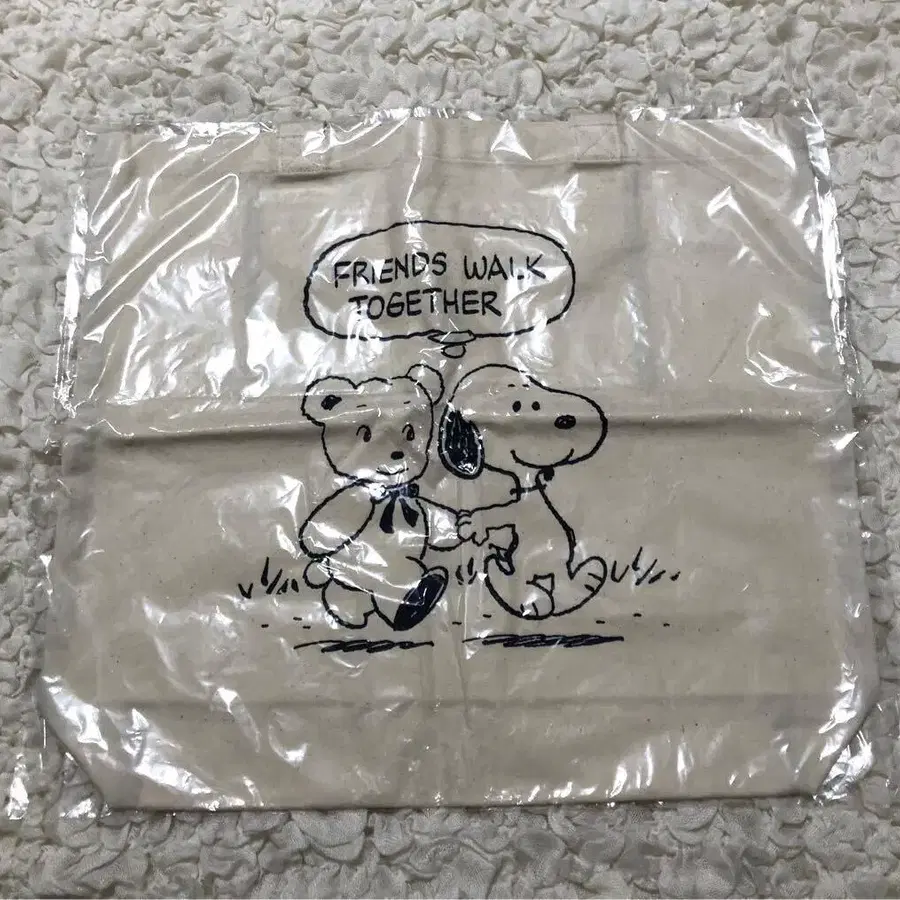 FRIENDS WALK
TOGETHER